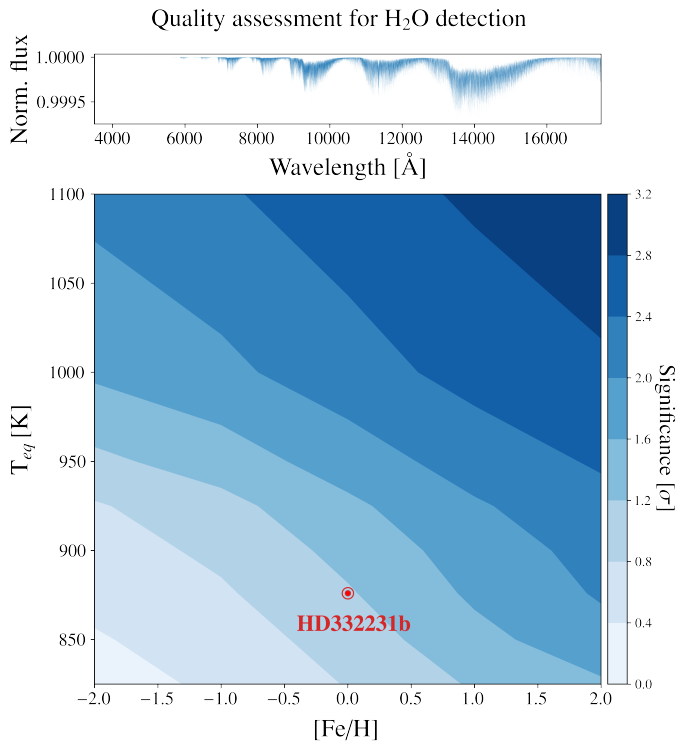 Quality assessment for H₂O detection
Norm. flux
1.0000
0.9995
4000 6000 8000 10000 12000 14000 16000
Wavelength [Å]
T_eq [K]
1100
1050
1000
950
900
850
HD332231b
−2.0 −1.5 −1.0 −0.5 0.0 0.5 1.0 1.5 2.0
[Fe/H]
3.2
2.8
2.4
2.0
1.6
1.2
0.8
0.4
0.0
Significance [σ]